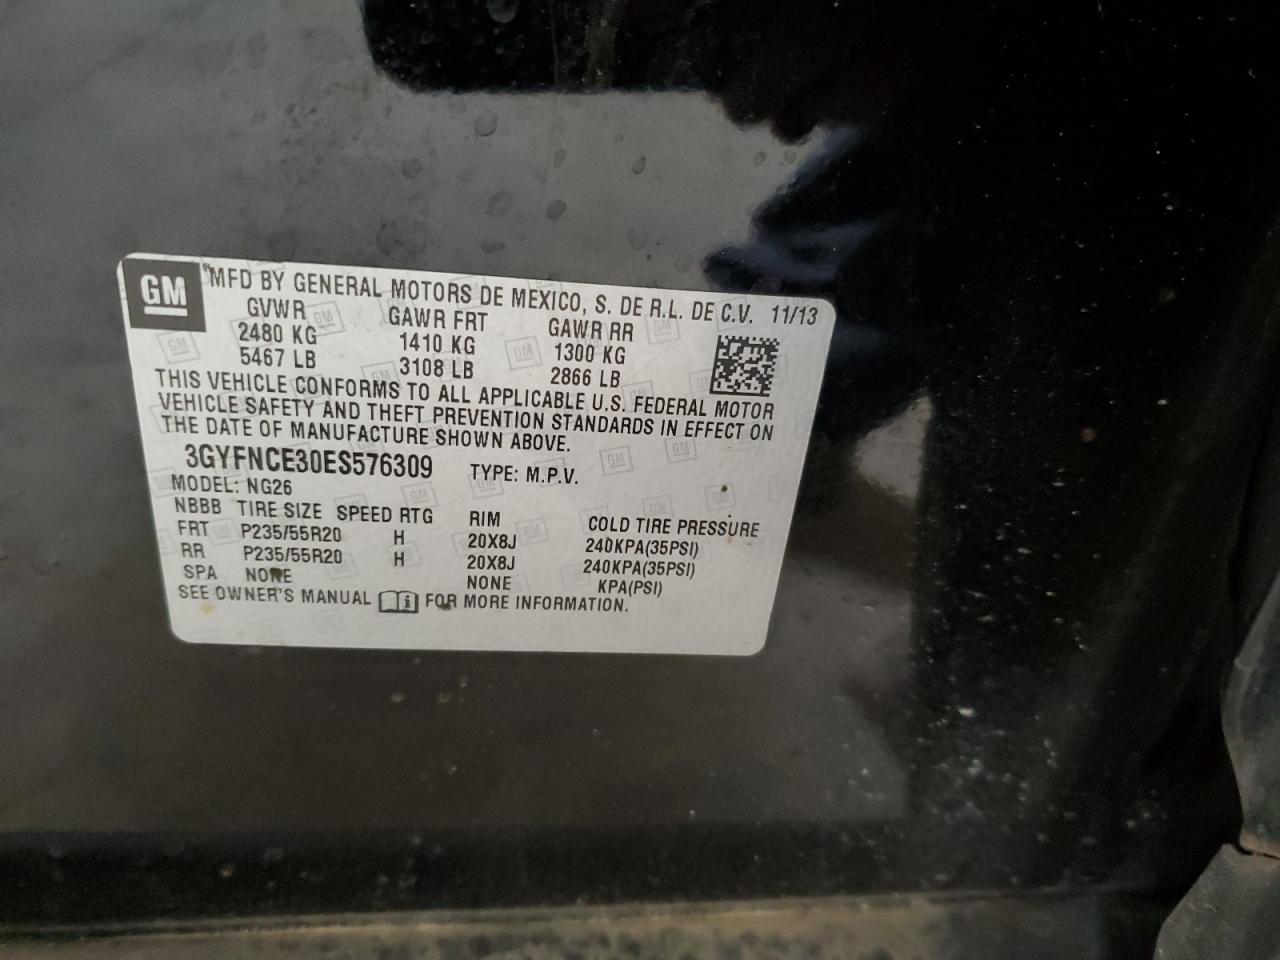 GM MFD BY GENERAL MOTORS DE MEXICO, S. DE R.L. DE C.V. 11/13
GVWR GAWR FRT GAWR RR
2480 KG 1410 KG 1300 KG
5467 LB 3108 LB 2866 LB
THIS VEHICLE CONFORMS TO ALL APPLICABLE U.S. FEDERAL MOTOR
VEHICLE SAFETY AND THEFT PREVENTION STANDARDS IN EFFECT ON
THE DATE OF MANUFACTURE SHOWN ABOVE.
3GYFNCE30ES576309 TYPE: M.P.V.
MODEL: NG26
NBBB TIRE SIZE SPEED RTG RIM COLD TIRE PRESSURE
FRT P235/55R20 H 20X8J 240KPA(35PSI)
RR P235/55R20 H 20X8J 240KPA(35PSI)
SPA NONE NONE KPA(PSI)
SEE OWNER'S MANUAL FOR MORE INFORMATION.